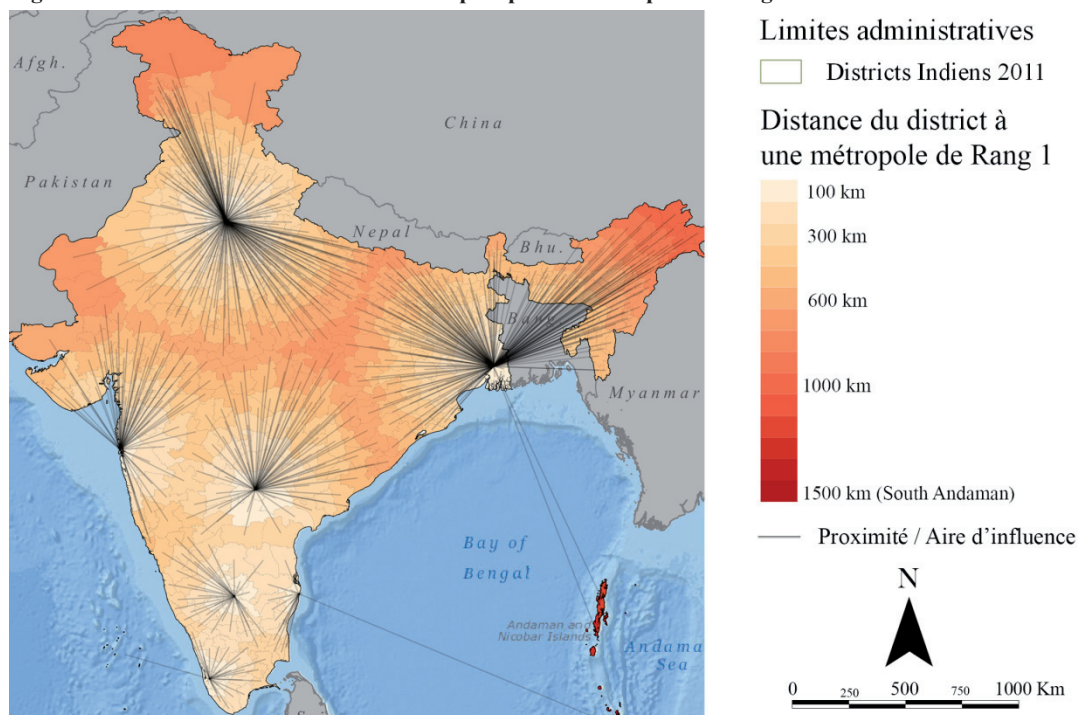 Limites administratives
Districts Indiens 2011
Distance du district à
une métropole de Rang 1
100 km
300 km
600 km
1000 km
1500 km (South Andaman)
Proximité / Aire d'influence
N
0 250 500 750 1000 Km
Afgh.
China
Pakistan
Nepal
Bhu.
Bang.
Myanmar
Bay of
Bengal
Andaman and
Nicobar Islands
Andama
Sea